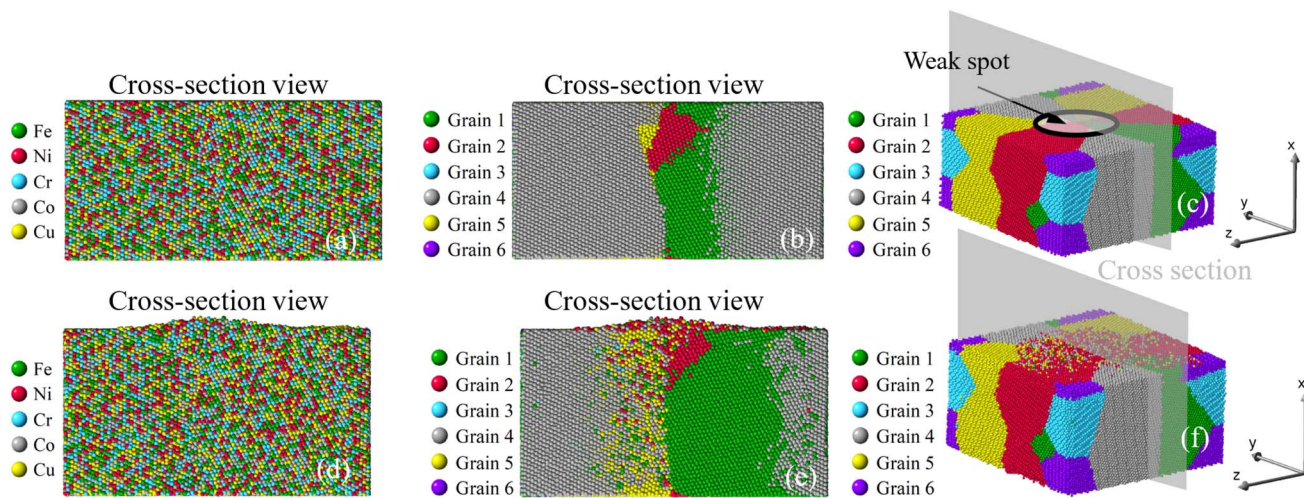 Cross-section view
Fe
Ni
Cr
Co
Cu
(a)
Cross-section view
Grain 1
Grain 2
Grain 3
Grain 4
Grain 5
Grain 6
(b)
Weak spot
Grain 1
Grain 2
Grain 3
Grain 4
Grain 5
Grain 6
(c)
x
y
z
Cross section
Cross-section view
Fe
Ni
Cr
Co
Cu
(d)
Cross-section view
Grain 1
Grain 2
Grain 3
Grain 4
Grain 5
Grain 6
(e)
Grain 1
Grain 2
Grain 3
Grain 4
Grain 5
Grain 6
(f)
x
y
z